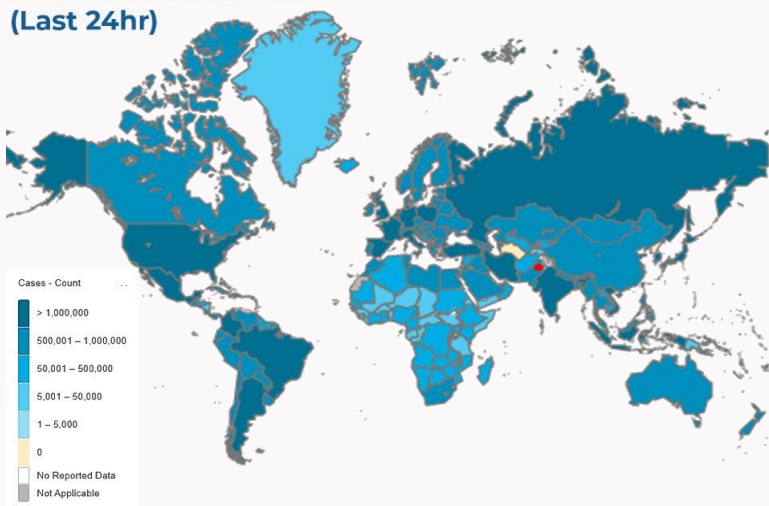 (Last 24hr)
Cases - Count
> 1,000,000
500,001 – 1,000,000
50,001 – 500,000
5,001 – 50,000
1 – 5,000
0
No Reported Data
Not Applicable